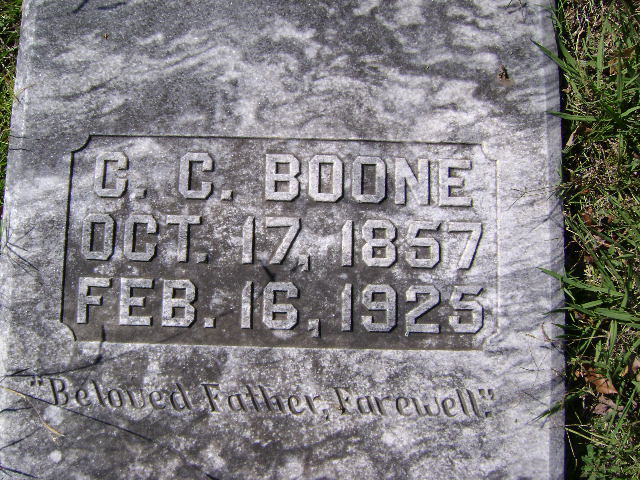 C. C. BOONE
OCT. 17, 1857
FEB. 16, 1925
"Beloved Father, Farewell."